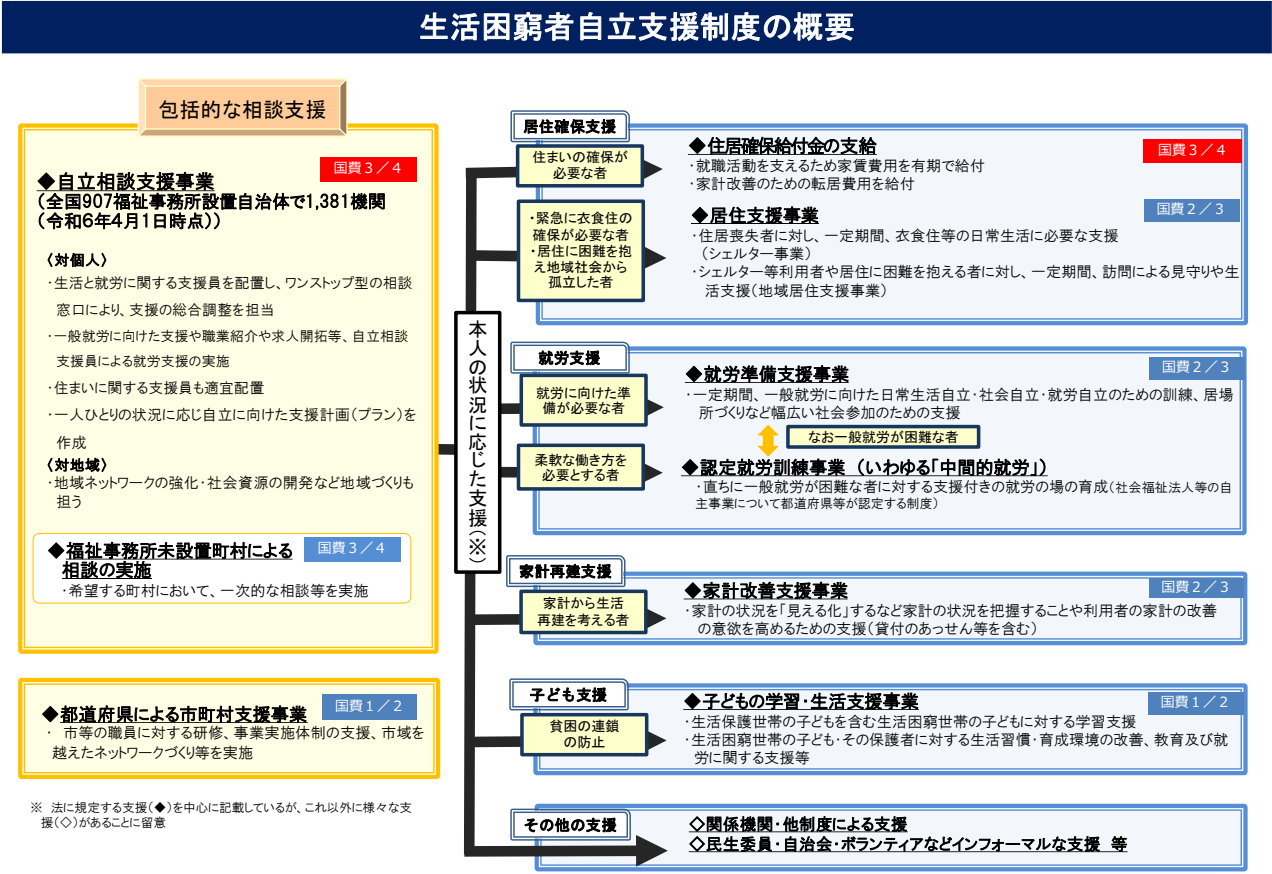 生活困窮者自立支援制度の概要
包括的な相談支援
国費３／４
◆自立相談支援事業
（全国907福祉事務所設置自治体で1,381機関
（令和6年4月1日時点））
〈対個人〉
・生活と就労に関する支援員を配置し、ワンストップ型の相談
窓口により、支援の総合調整を担当
・一般就労に向けた支援や職業紹介や求人開拓等、自立相談
支援員による就労支援の実施
・住まいに関する支援員も適宜配置
・一人ひとりの状況に応じ自立に向けた支援計画（プラン）を
作成
〈対地域〉
・地域ネットワークの強化・社会資源の開発など地域づくりも
担う
◆福祉事務所未設置町村による
相談の実施
国費３／４
・希望する町村において、一次的な相談等を実施
◆都道府県による市町村支援事業
国費１／２
・ 市等の職員に対する研修、事業実施体制の支援、市域を
越えたネットワークづくり等を実施
※ 法に規定する支援（◆）を中心に記載しているが、これ以外に様々な支
援（◇）があることに留意
本人の状況に応じた支援（※）
居住確保支援
住まいの確保が
必要な者
◆住居確保給付金の支給
国費３／４
・就職活動を支えるため家賃費用を有期で給付
・家計改善のための転居費用を給付
・緊急に衣食住の
確保が必要な者
・居住に困難を抱
え地域社会から
孤立した者
◆居住支援事業
国費２／３
・住居喪失者に対し、一定期間、衣食住等の日常生活に必要な支援
（シェルター事業）
・シェルター等利用者や居住に困難を抱える者に対し、一定期間、訪問による見守りや生
活支援（地域居住支援事業）
就労支援
就労に向けた準
備が必要な者
◆就労準備支援事業
国費２／３
・一定期間、一般就労に向けた日常生活自立・社会自立・就労自立のための訓練、居場
所づくりなど幅広い社会参加のための支援
なお一般就労が困難な者
柔軟な働き方を
必要とする者
◆認定就労訓練事業 （いわゆる「中間的就労」）
・直ちに一般就労が困難な者に対する支援付きの就労の場の育成（社会福祉法人等の自
主事業について都道府県等が認定する制度）
家計再建支援
家計から生活
再建を考える者
◆家計改善支援事業
国費２／３
・家計の状況を「見える化」するなど家計の状況を把握することや利用者の家計の改善
の意欲を高めるための支援（貸付のあっせん等を含む）
子ども支援
貧困の連鎖
の防止
◆子どもの学習・生活支援事業
国費１／２
・生活保護世帯の子どもを含む生活困窮世帯の子どもに対する学習支援
・生活困窮世帯の子ども・その保護者に対する生活習慣・育成環境の改善、教育及び就
労に関する支援等
その他の支援
◇関係機関・他制度による支援
◇民生委員・自治会・ボランティアなどインフォーマルな支援 等